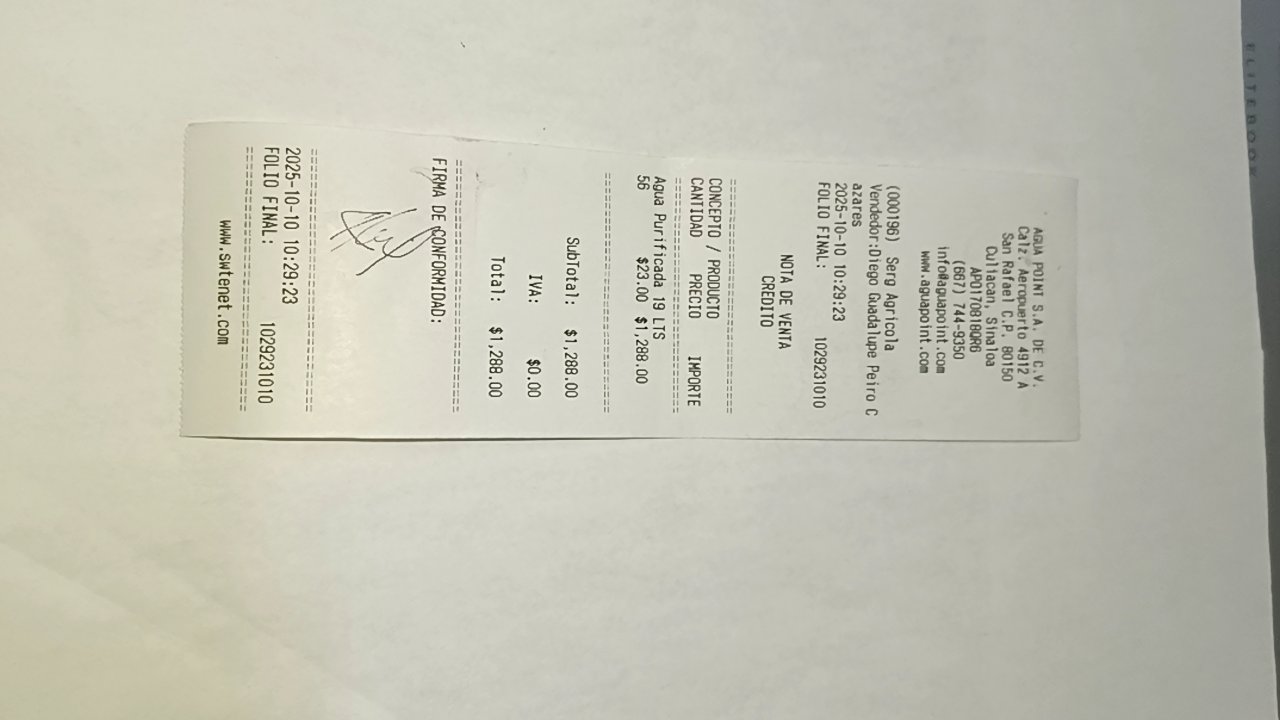 AGUA POINT S.A. DE C.V.
Calz. Aeropuerto 4912 A
San Rafael C.P. 80150
Culiacan, Sinaloa
APO170818QR6
(667) 744-9350
info@aguapoint.com
www.aguapoint.com
(000196) Serg Agricola
Vendedor:Diego Guadalupe Peiro C
azares
2025-10-10 10:29:23
FOLIO FINAL: 1029231010
NOTA DE VENTA
CREDITO
================================
CONCEPTO / PRODUCTO
CANTIDAD PRECIO IMPORTE
================================
Agua Purificada 19 LTS
56 $23.00 $1,288.00
================================
SubTotal: $1,288.00
IVA: $0.00
Total: $1,288.00
================================
FIRMA DE CONFORMIDAD:
================================
2025-10-10 10:29:23
FOLIO FINAL: 1029231010
================================
www.swtenet.com
ELITEBOOK